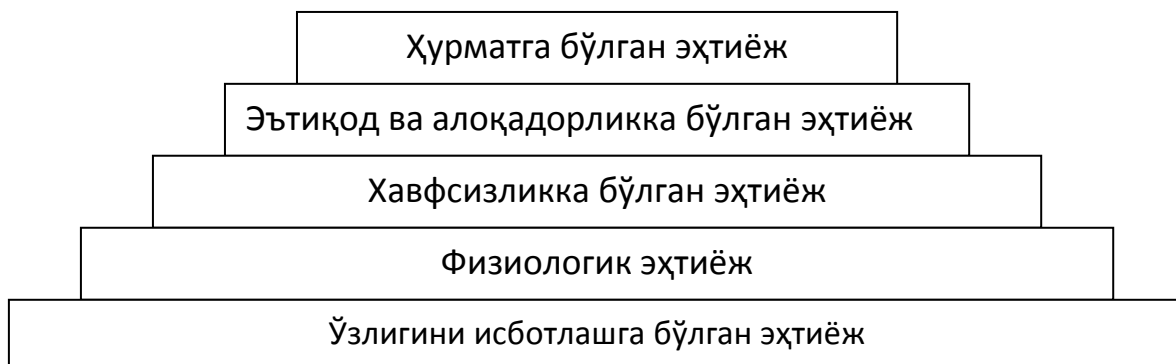 Ҳурматга бўлган эҳтиёж
Эътиқод ва алоқадорликка бўлган эҳтиёж
Хавфсизликка бўлган эҳтиёж
Физиологик эҳтиёж
Ўзлигини исботлашга бўлган эҳтиёж